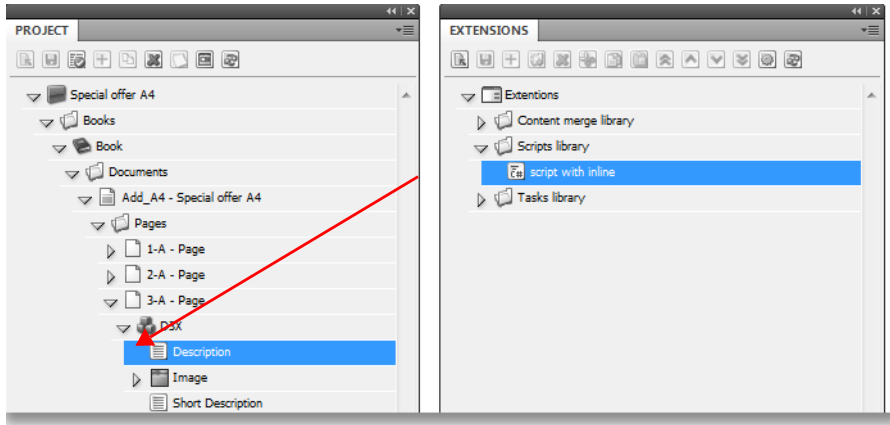 PROJECT
Special offer A4
Books
Book
Documents
Add_A4 - Special offer A4
Pages
1-A - Page
2-A - Page
3-A - Page
D3X
Description
Image
Short Description
EXTENSIONS
Extentions
Content merge library
Scripts library
C#
script with inline
Tasks library